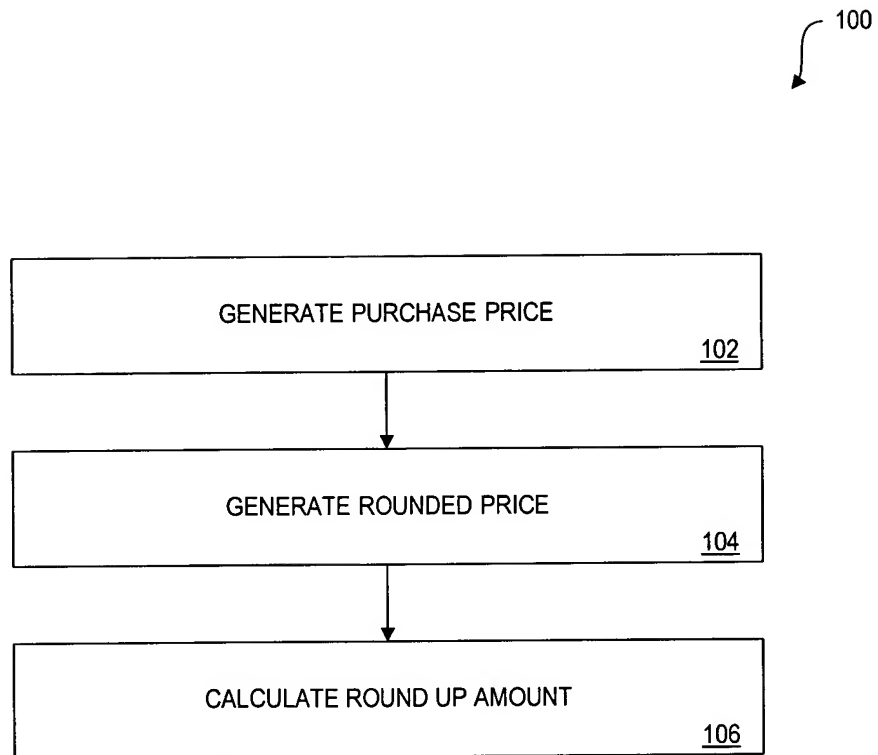 100
GENERATE PURCHASE PRICE
102
GENERATE ROUNDED PRICE
104
CALCULATE ROUND UP AMOUNT
106